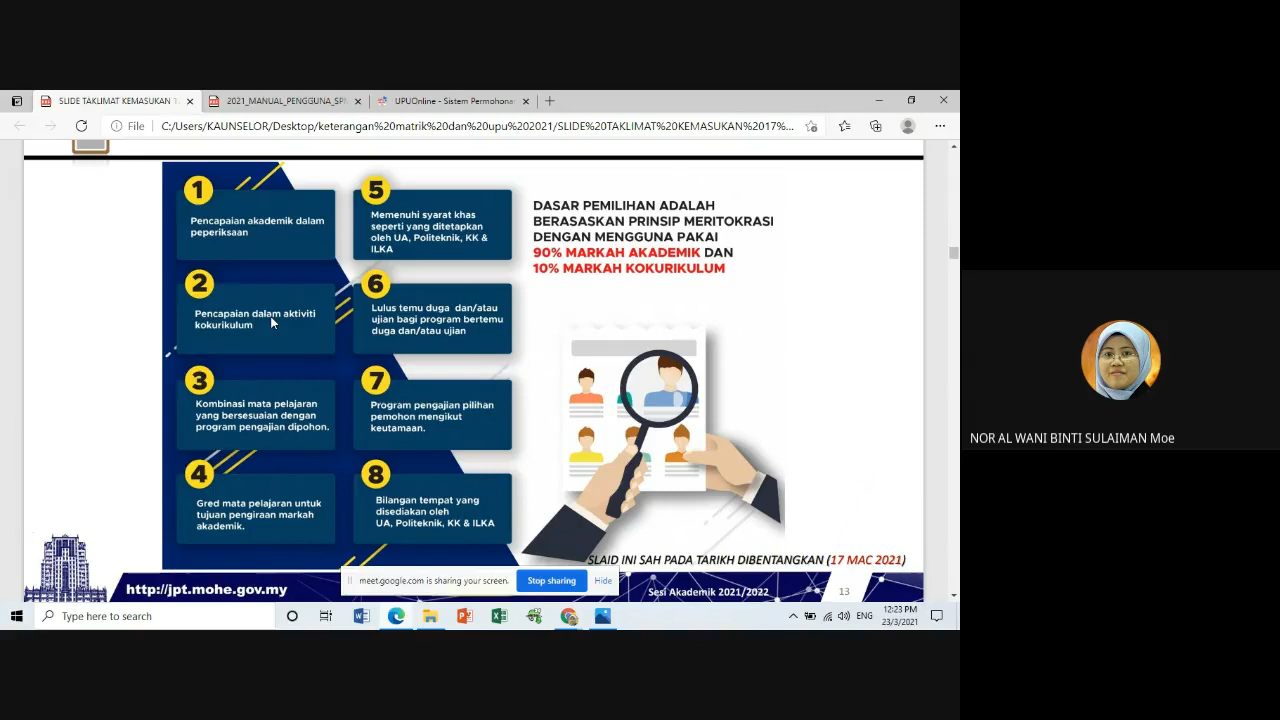 SLIDE TAKLIMAT KEMASUKAN
2021_MANUAL_PENGGUNA_SP
UPUOnline - Sistem Permohona
File
C:/Users/KAUNSELOR/Desktop/keterangan%20matrik%20dan%20upu%202021/SLIDE%20TAKLIMAT%20KEMASUKAN%2017%...
1
Pencapaian akademik dalam
peperiksaan
2
Pencapaian dalam aktiviti
kokurikulum
3
Kombinasi mata pelajaran
yang bersesuaian dengan
program pengajian dipohon.
4
Gred mata pelajaran untuk
tujuan pengiraan markah
akademik.
5
Memenuhi syarat khas
seperti yang ditetapkan
oleh UA, Politeknik, KK &
ILKA
6
Lulus temu duga dan/atau
ujian bagi program bertemu
duga dan/atau ujian
7
Program pengajian pilihan
pemohon mengikut
keutamaan.
8
Bilangan tempat yang
disediakan oleh
UA, Politeknik, KK & ILKA
DASAR PEMILIHAN ADALAH
BERASASKAN PRINSIP MERITOKRASI
DENGAN MENGGUNA PAKAI
90% MARKAH AKADEMIK DAN
10% MARKAH KOKURIKULUM
SLAID INI SAH PADA TARIKH DIBENTANGKAN (17 MAC 2021)
http://jpt.mohe.gov.my
meet.google.com is sharing your screen.
Stop sharing
Hide
Sesi Akademik 2021/2022
13
Type here to search
ENG
12:23 PM
23/3/2021
NOR AL WANI BINTI SULAIMAN Moe